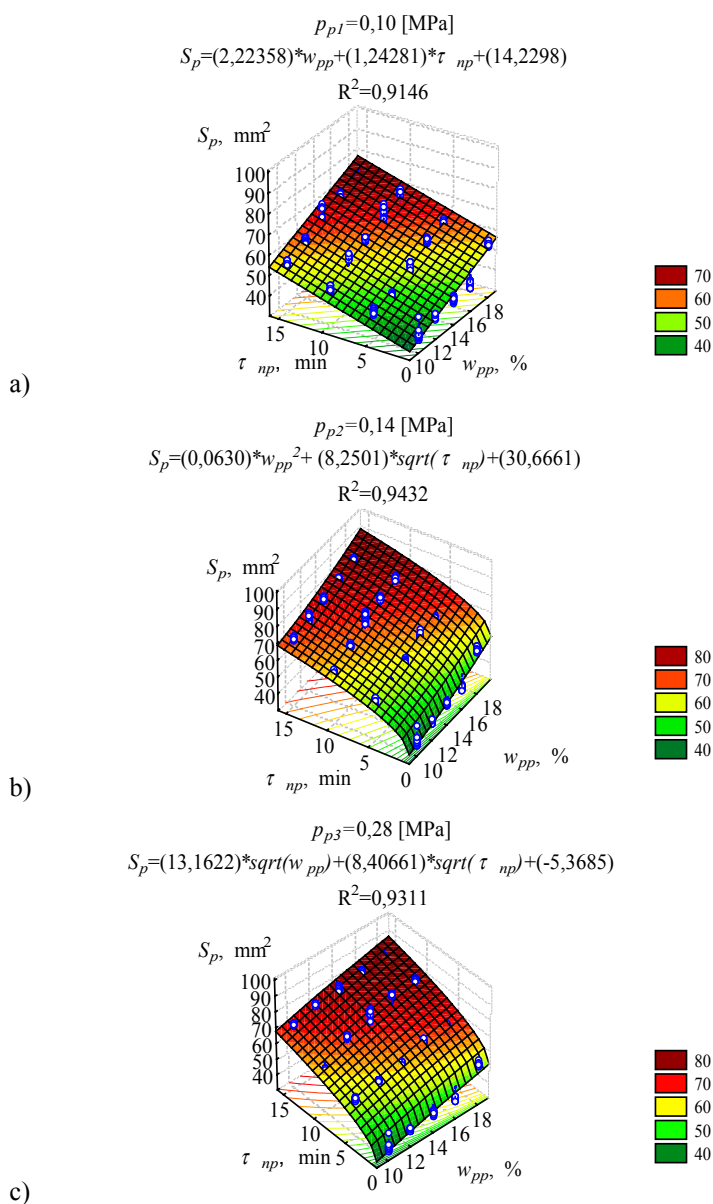 p_p1=0,10 [MPa]
S_p=(2,22358)*w_pp+(1,24281)*τ_np+(14,2298)
R²=0,9146
S_p, mm²
100
90
80
70
60
50
40
15
10
5
0
10
12
14
16
18
τ_np, min
w_pp, %
70
60
50
40
a)
p_p2=0,14 [MPa]
S_p=(0,0630)*w_pp²+ (8,2501)*sqrt(τ_np)+(30,6661)
R²=0,9432
S_p, mm²
100
90
80
70
60
50
40
15
10
5
0
10
12
14
16
18
τ_np, min
w_pp, %
80
70
60
50
40
b)
p_p3=0,28 [MPa]
S_p=(13,1622)*sqrt(w_pp)+(8,40661)*sqrt(τ_np)+(-5,3685)
R²=0,9311
S_p, mm²
100
90
80
70
60
50
40
15
10
5
0
10
12
14
16
18
τ_np, min
w_pp, %
80
70
60
50
40
c)